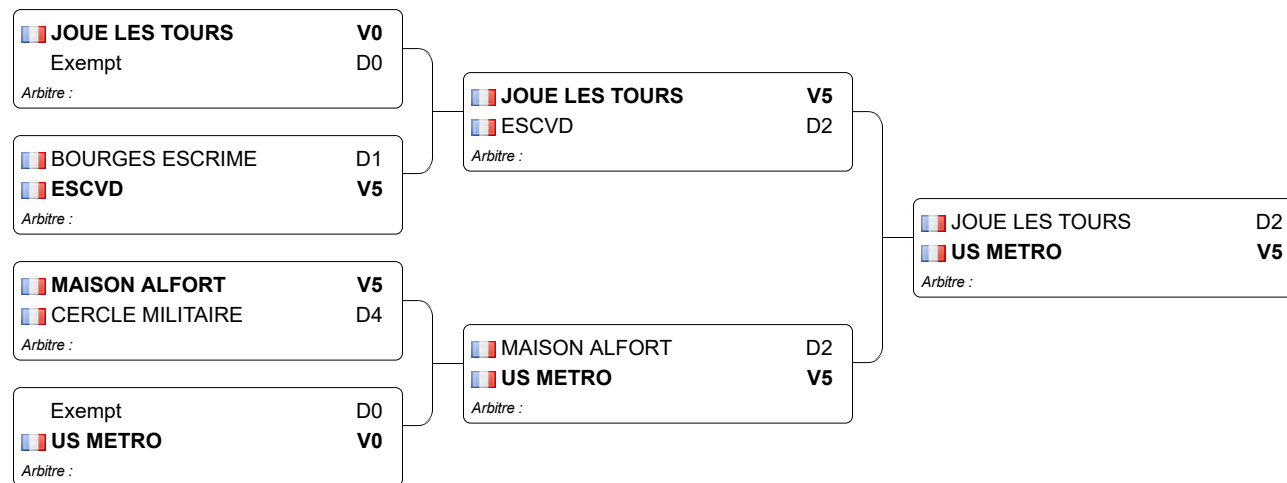 JOUE LES TOURS V0
Exempt D0
Arbitre :
BOURGES ESCRIME D1
ESCVD V5
Arbitre :
MAISON ALFORT V5
CERCLE MILITAIRE D4
Arbitre :
Exempt D0
US METRO V0
Arbitre :
JOUE LES TOURS V5
ESCVD D2
Arbitre :
MAISON ALFORT D2
US METRO V5
Arbitre :
JOUE LES TOURS D2
US METRO V5
Arbitre :